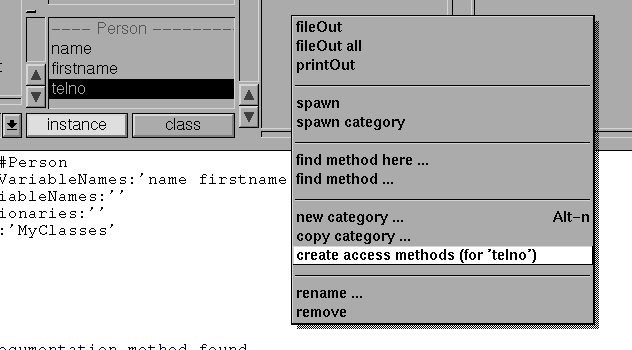 ---- Person --------
name
firstname
telno
instance
class
#Person
VariableNames:'name firstname
iableNames:''
ionaries:''
:'MyClasses'
fileOut
fileOut all
printOut
spawn
spawn category
find method here ...
find method ...
new category ... Alt-n
copy category ...
create access methods (for 'telno')
rename ...
remove